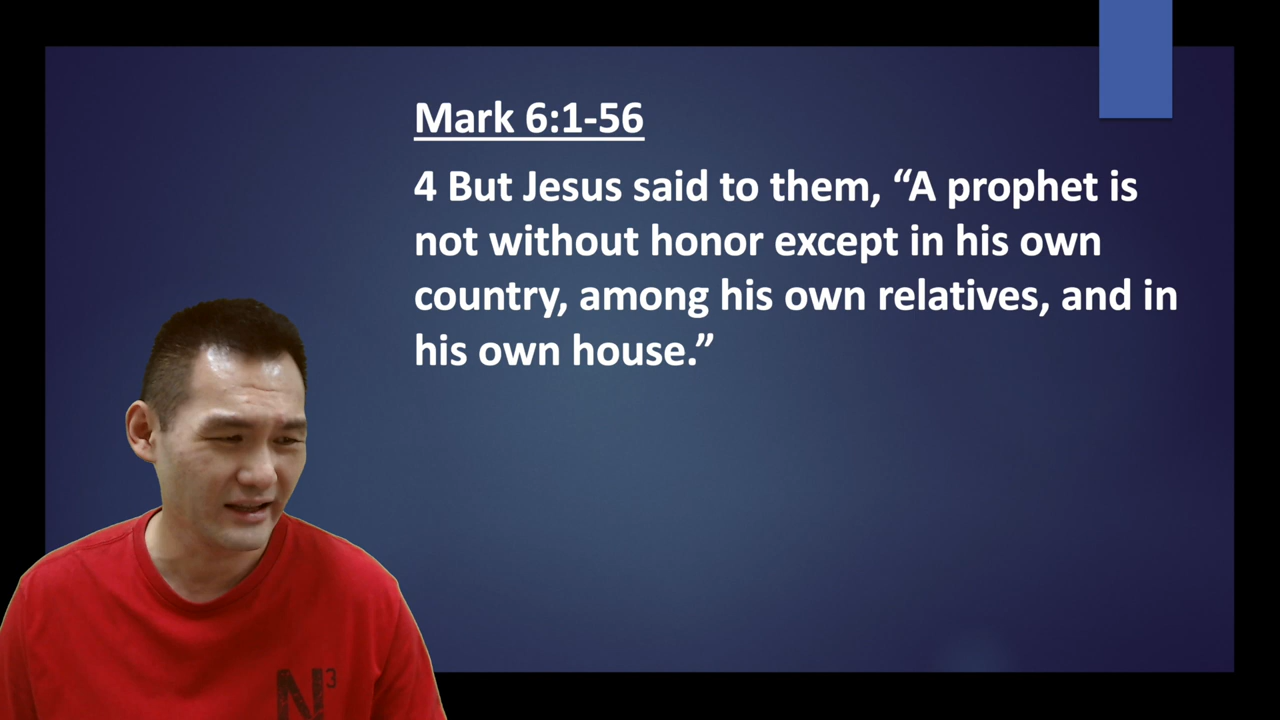 Mark 6:1-56
4 But Jesus said to them, “A prophet is
not without honor except in his own
country, among his own relatives, and in
his own house.”
N3